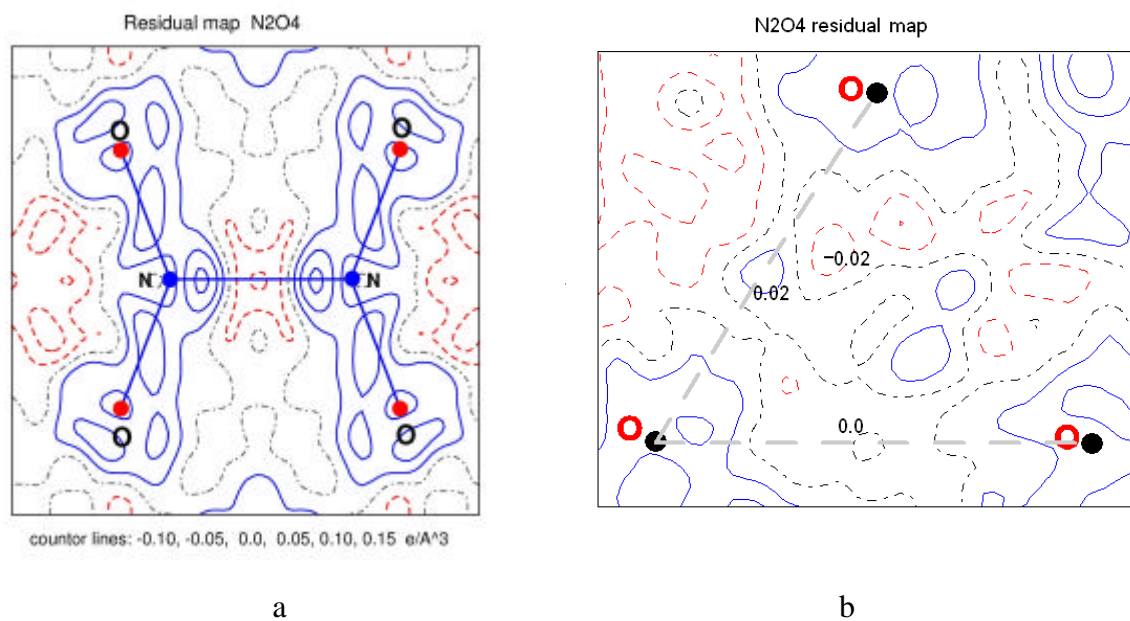 Residual map N2O4
O
O
N
N
O
O
countor lines: -0.10, -0.05, 0.0, 0.05, 0.10, 0.15 e/A^3
a
N2O4 residual map
O
-0.02
0.02
O
0.0
O
b